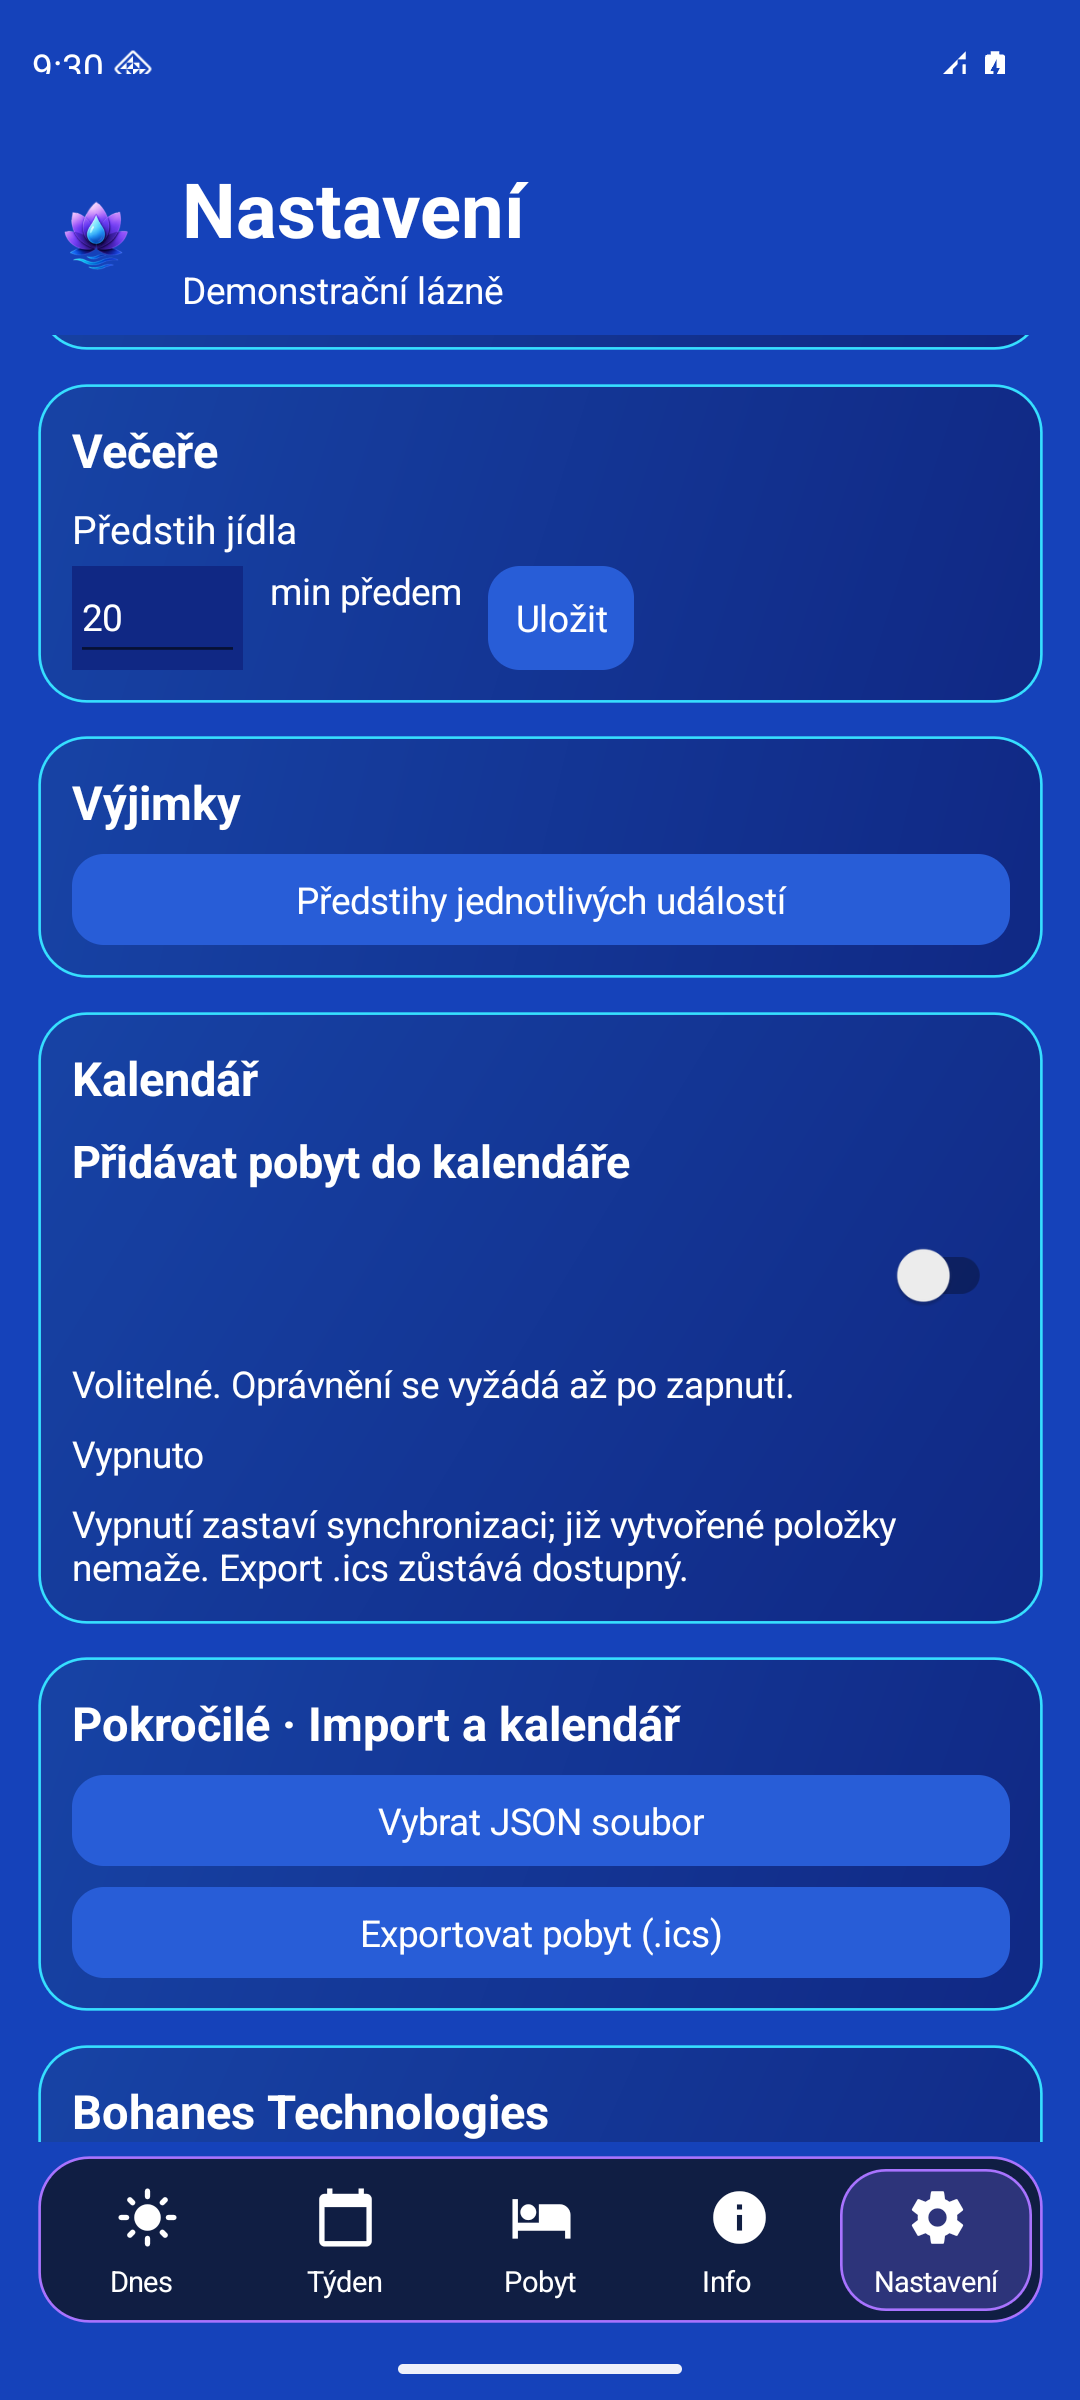 9:30
Nastavení
Demonstrační lázně
Večeře
Předstih jídla
20 min předem Uložit
Výjimky
Předstihy jednotlivých událostí
Kalendář
Přidávat pobyt do kalendáře
Volitelné. Oprávnění se vyžádá až po zapnutí.
Vypnuto
Vypnutí zastaví synchronizaci; již vytvořené položky
nemaže. Export .ics zůstává dostupný.
Pokročilé · Import a kalendář
Vybrat JSON soubor
Exportovat pobyt (.ics)
Bohanes Technologies
Dnes Týden Pobyt Info Nastavení